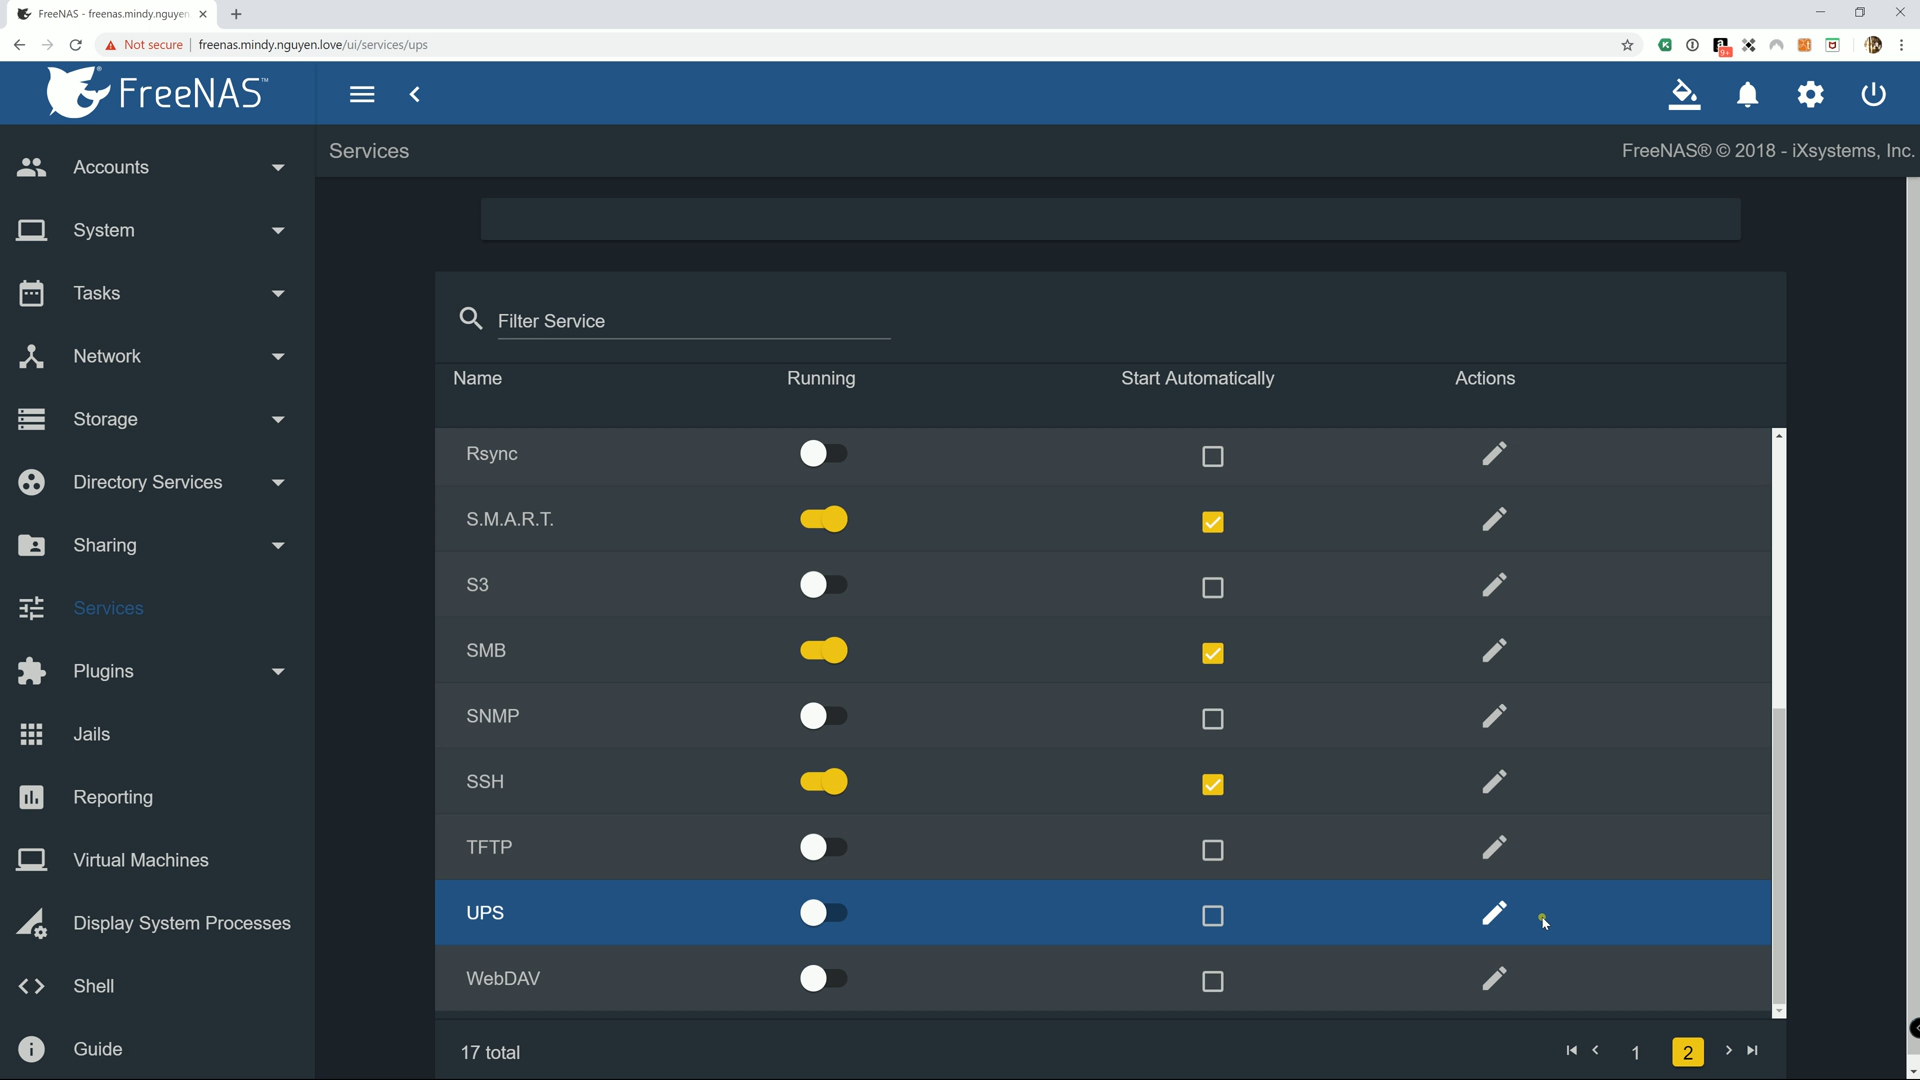 FreeNAS - freenas.mindy.nguyen
Not secure
freenas.mindy.nguyen.love/ui/services/ups
9+
FreeNAS™
Services
FreeNAS® © 2018 - iXsystems, Inc.
Accounts
System
Tasks
Network
Storage
Directory Services
Sharing
Services
Plugins
Jails
Reporting
Virtual Machines
Display System Processes
Shell
Guide
Filter Service
Name Running Start Automatically Actions
Rsync
S.M.A.R.T.
S3
SMB
SNMP
SSH
TFTP
UPS
WebDAV
17 total
1 2